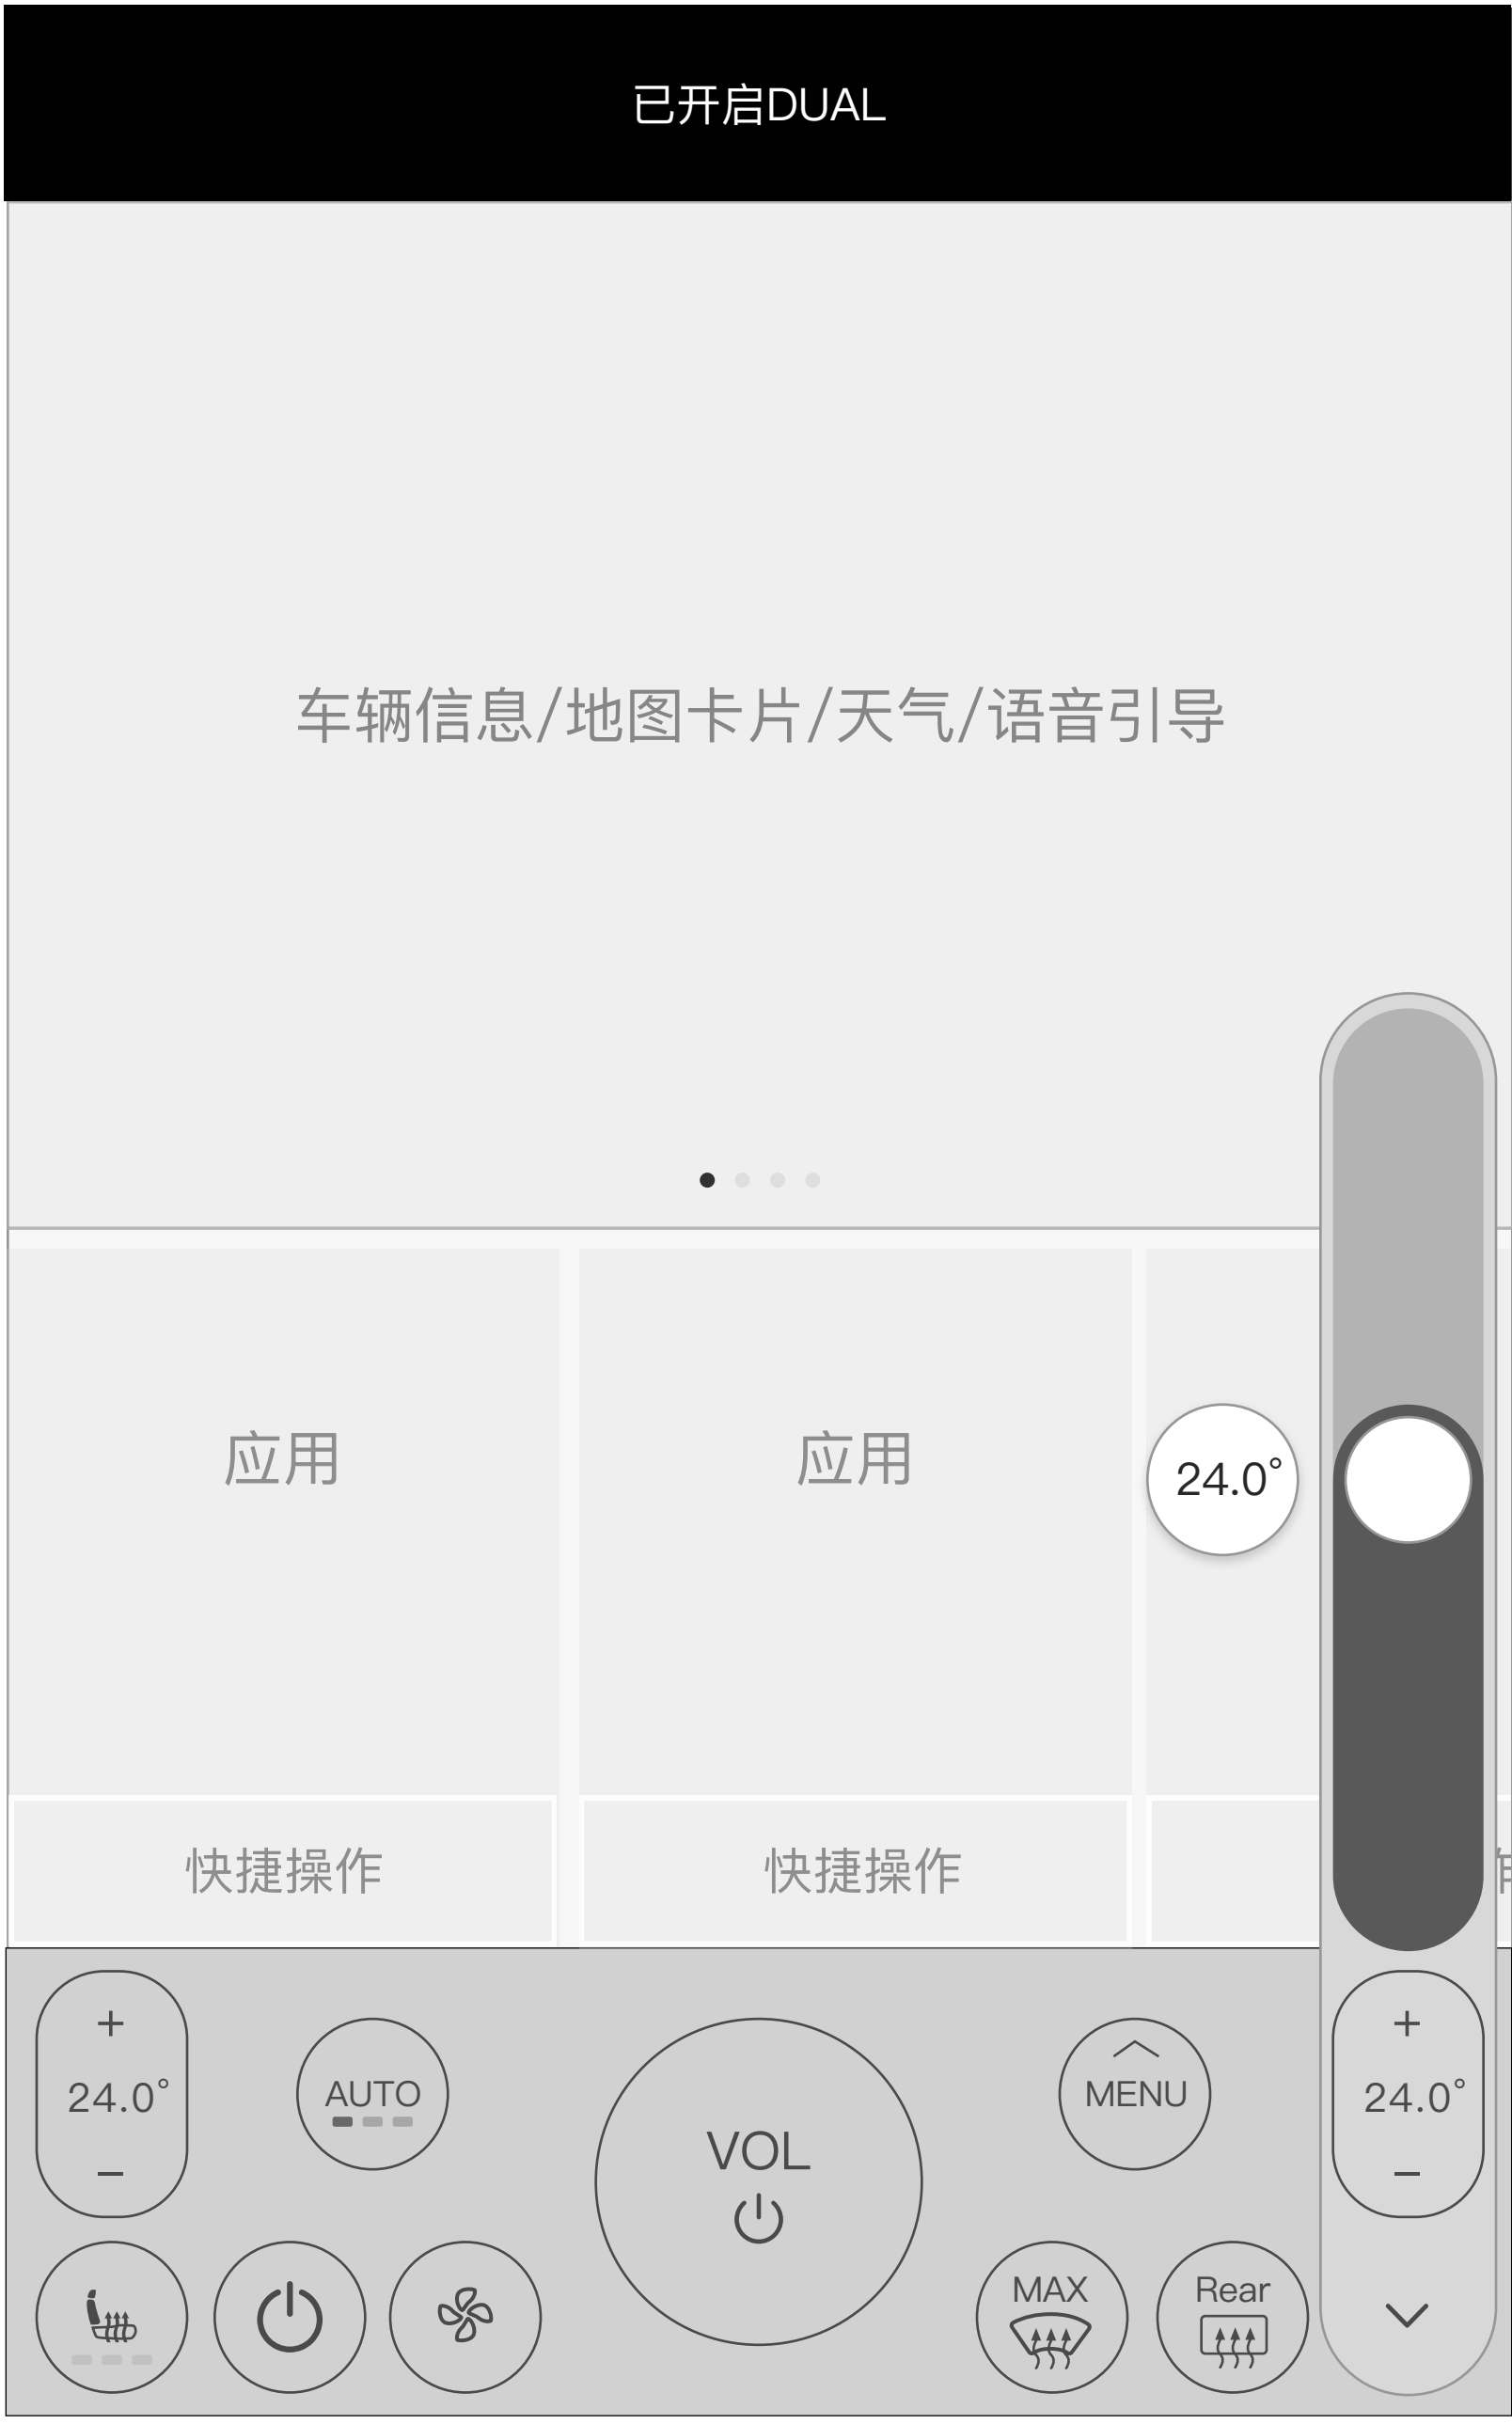 已开启DUAL
车辆信息/地图卡片/天气/语音引导
应用 应用
24.0°
快捷操作 快捷操作
+ +
24.0° AUTO MENU 24.0°
− −
VOL
MAX Rear